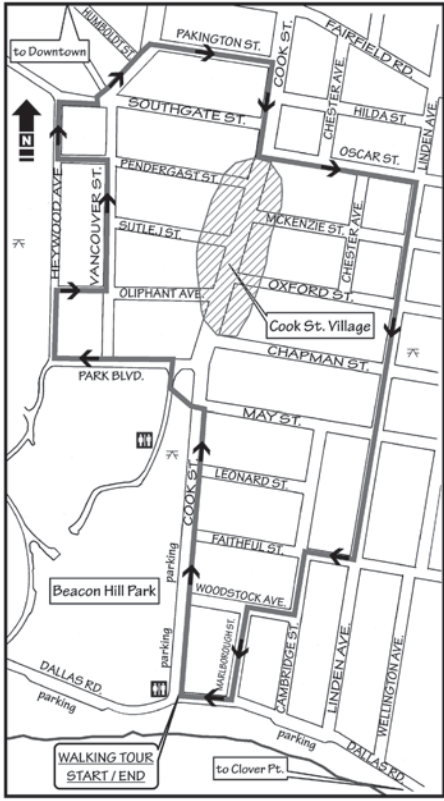 HUMBOLDT ST.
to Downtown
PAKINGTON ST.
COOK ST.
FAIRFIELD RD.
CHESTER AVE.
LINDEN AVE.
SOUTHGATE ST.
HILDA ST.
OSCAR ST.
N
PENDERGAST ST.
HEYWOOD AVE.
VANCOUVER ST.
MCKENZIE ST.
CHESTER AVE.
SUTLEJ ST.
OLIPHANT AVE.
OXFORD ST.
Cook St. Village
CHAPMAN ST.
PARK BLVD.
MAY ST.
LEONARD ST.
COOK ST.
FAITHFUL ST.
parking
WOODSTOCK AVE.
Beacon Hill Park
parking
MARLBOROUGH ST.
CAMBRIDGE ST.
LINDEN AVE.
WELLINGTON AVE.
DALLAS RD.
parking
parking
DALLAS RD.
WALKING TOUR
START / END
to Clover Pt.